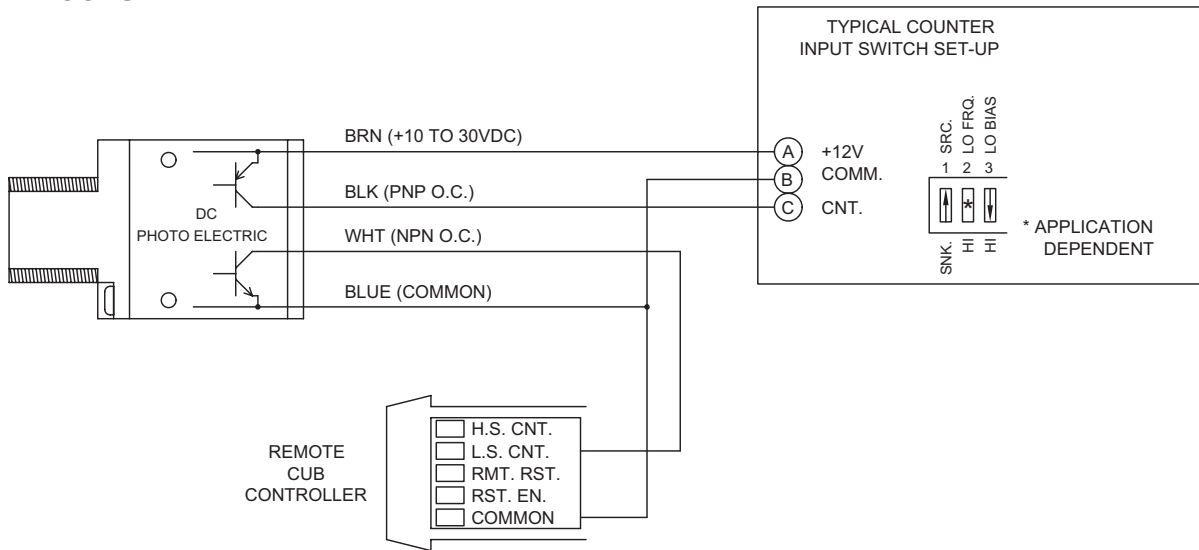 TYPICAL COUNTER
INPUT SWITCH SET-UP
SRC.
LO FRQ.
LO BIAS
1 2 3
*
SNK.
HI
HI
* APPLICATION
DEPENDENT
BRN (+10 TO 30VDC)
A +12V
B COMM.
BLK (PNP O.C.)
C CNT.
DC
PHOTO ELECTRIC
WHT (NPN O.C.)
BLUE (COMMON)
REMOTE
CUB
CONTROLLER
H.S. CNT.
L.S. CNT.
RMT. RST.
RST. EN.
COMMON